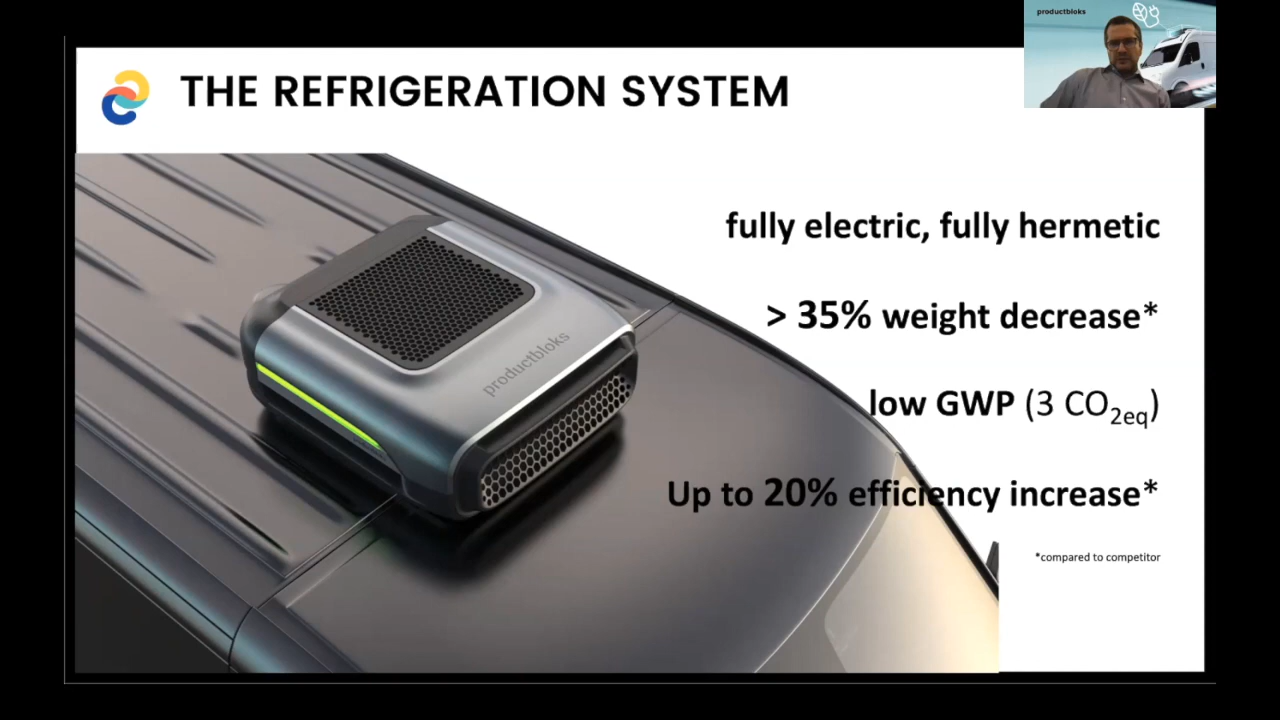 productbloks
THE REFRIGERATION SYSTEM
fully electric, fully hermetic
> 35% weight decrease*
low GWP (3 CO2eq)
Up to 20% efficiency increase*
*compared to competitor
productbloks